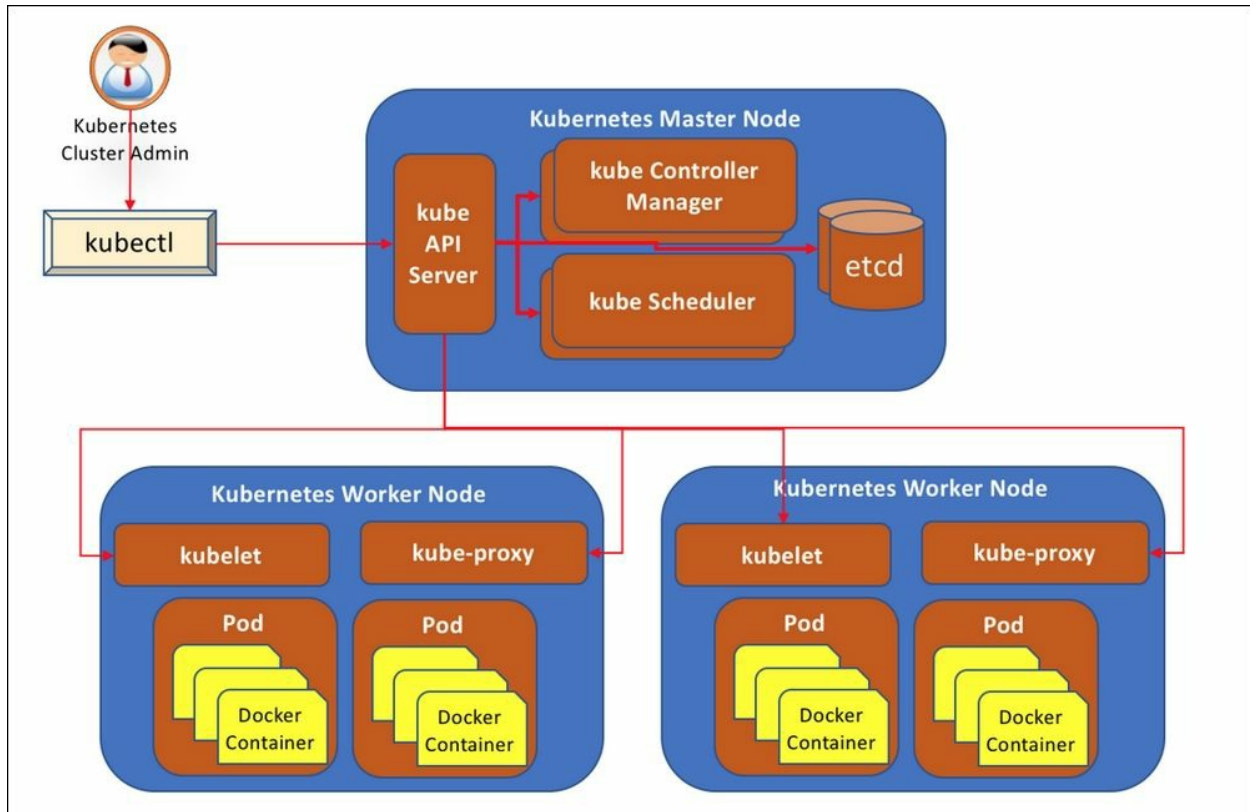 Kubernetes
Cluster Admin
kubectl
Kubernetes Master Node
kube
API
Server
kube Controller
Manager
kube Scheduler
etcd
Kubernetes Worker Node
kubelet
kube-proxy
Pod
Docker
Container
Pod
Docker
Container
Kubernetes Worker Node
kubelet
kube-proxy
Pod
Docker
Container
Pod
Docker
Container